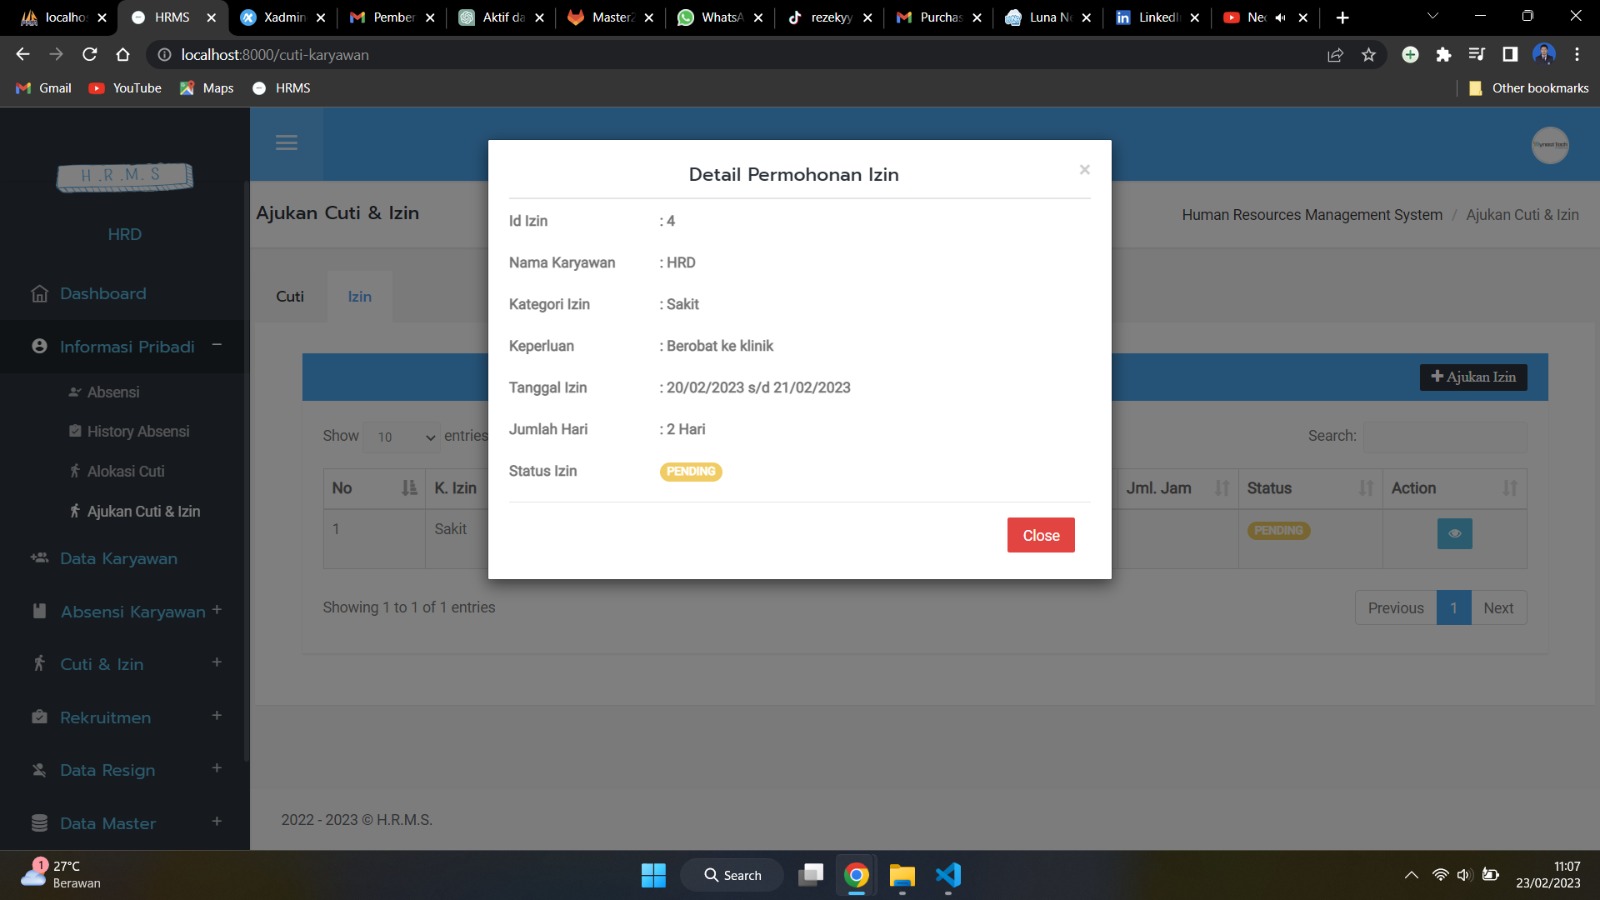 localho:
HRMS
Xadmin
Pember
Aktif da
Master
WhatsA
rezekyy
Purchas
Luna N
LinkedI
Nec
localhost:8000/cuti-karyawan
Gmail
YouTube
Maps
HRMS
Other bookmarks
H.R.M.S
HRD
Dashboard
Informasi Pribadi
Absensi
History Absensi
Alokasi Cuti
Ajukan Cuti & Izin
Data Karyawan
Absensi Karyawan
Cuti & Izin
Rekruitmen
Data Resign
Data Master
Ajukan Cuti & Izin
Human Resources Management System / Ajukan Cuti & Izin
Cuti
Izin
Ajukan Izin
Show 10 entries
Search:
No
K. Izin
Jml. Jam
Status
Action
1
Sakit
PENDING
Showing 1 to 1 of 1 entries
Previous 1 Next
2022 - 2023 © H.R.M.S.
Detail Permohonan Izin
×
Id Izin : 4
Nama Karyawan : HRD
Kategori Izin : Sakit
Keperluan : Berobat ke klinik
Tanggal Izin : 20/02/2023 s/d 21/02/2023
Jumlah Hari : 2 Hari
Status Izin PENDING
Close
1
27°C
Berawan
Search
11:07
23/02/2023